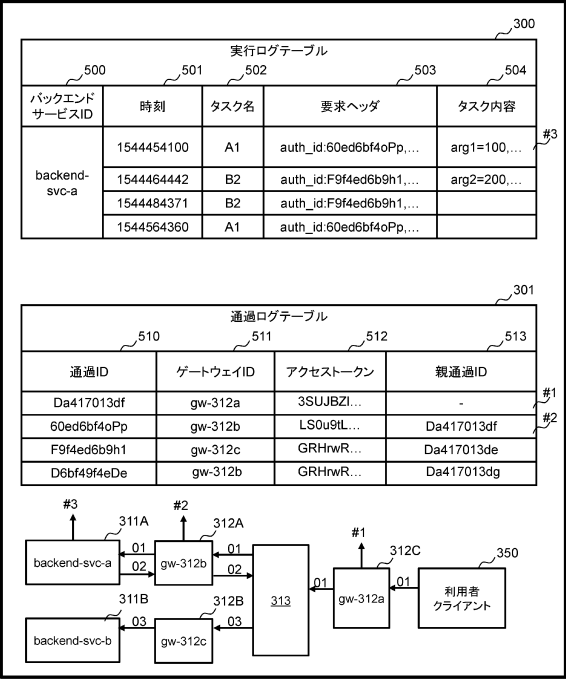 300
実行ログテーブル
500 501 502 503 504
バックエンド
サービスID 時刻 タスク名 要求ヘッダ タスク内容
#3
backend-
svc-a
1544454100 A1 auth_id:60ed6bf4oPp,... arg1=100,...
1544464442 B2 auth_id:F9f4ed6b9h1,... arg2=200,...
1544484371 B2 auth_id:F9f4ed6b9h1,...
1544564360 A1 auth_id:60ed6bf4oPp,...
301
通過ログテーブル
510 511 512 513
通過ID ゲートウェイID アクセストークン 親通過ID
Da417013df gw-312a 3SUJBZI... - #1
60ed6bf4oPp gw-312b LS0u9tL... Da417013df #2
F9f4ed6b9h1 gw-312c GRHrwR... Da417013de
D6bf49f4eDe gw-312b GRHrwR... Da417013dg
#3 311A #2 312A #1 312C 350
backend-svc-a 01 02 gw-312b 01 02 313 01 gw-312a 01 利用者
クライアント
311B 312B
backend-svc-b 03 gw-312c 03